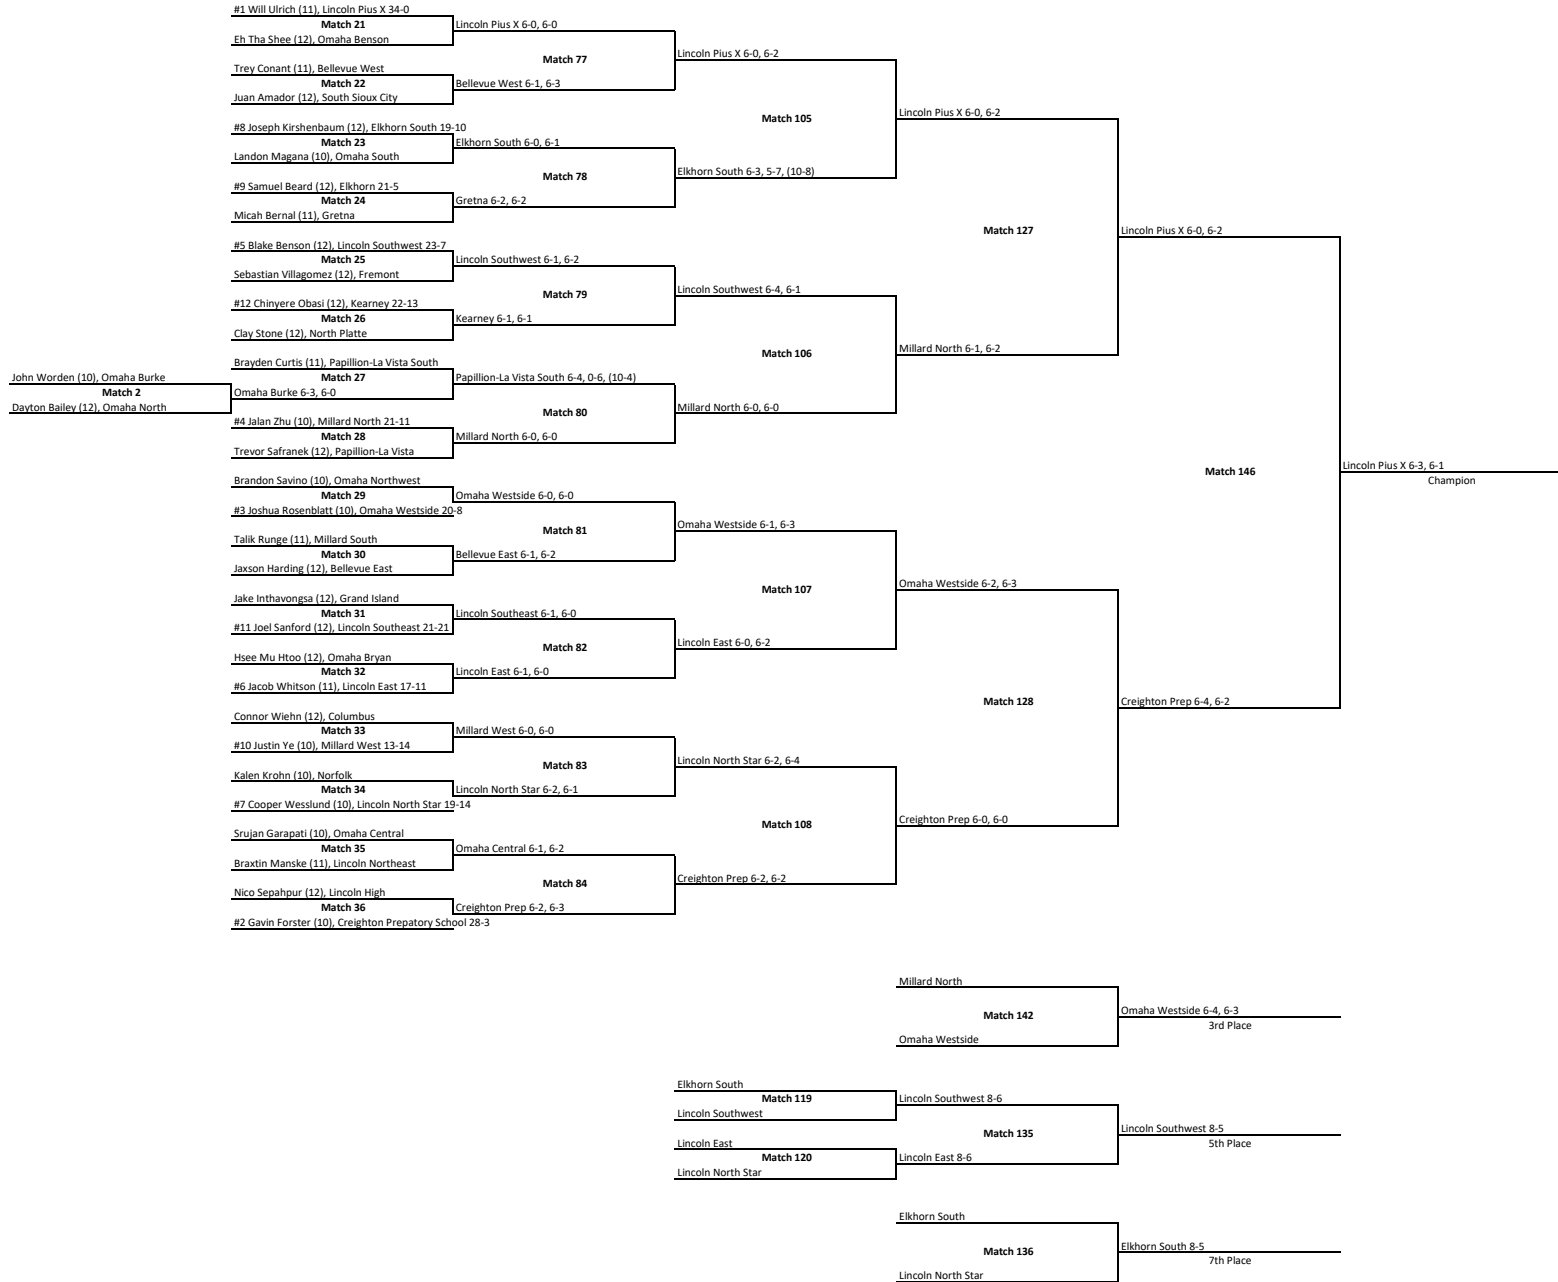 #1 Will Ulrich (11), Lincoln Pius X 34-0
Match 21
Eh Tha Shee (12), Omaha Benson
Lincoln Pius X 6-0, 6-0
Match 77
Trey Conant (11), Bellevue West
Match 22
Juan Amador (12), South Sioux City
Bellevue West 6-1, 6-3
Lincoln Pius X 6-0, 6-2
Match 105
#8 Joseph Kirshenbaum (12), Elkhorn South 19-10
Match 23
Landon Magana (10), Omaha South
Elkhorn South 6-0, 6-1
Match 78
#9 Samuel Beard (12), Elkhorn 21-5
Match 24
Micah Bernal (11), Gretna
Gretna 6-2, 6-2
Elkhorn South 6-3, 5-7, (10-8)
Lincoln Pius X 6-0, 6-2
Match 127
#5 Blake Benson (12), Lincoln Southwest 23-7
Match 25
Sebastian Villagomez (12), Fremont
Lincoln Southwest 6-1, 6-2
Match 79
#12 Chinyere Obasi (12), Kearney 22-13
Match 26
Clay Stone (12), North Platte
Kearney 6-1, 6-1
Lincoln Southwest 6-4, 6-1
Match 106
John Worden (10), Omaha Burke
Match 2
Dayton Bailey (12), Omaha North
Brayden Curtis (11), Papillion-La Vista South
Match 27
Omaha Burke 6-3, 6-0
Papillion-La Vista South 6-4, 0-6, (10-4)
Match 80
#4 Jalan Zhu (10), Millard North 21-11
Match 28
Trevor Safranek (12), Papillion-La Vista
Millard North 6-0, 6-0
Millard North 6-0, 6-0
Millard North 6-1, 6-2
Lincoln Pius X 6-0, 6-2
Match 146
Lincoln Pius X 6-3, 6-1
Champion
Brandon Savino (10), Omaha Northwest
Match 29
#3 Joshua Rosenblatt (10), Omaha Westside 20-8
Omaha Westside 6-0, 6-0
Match 81
Talik Runge (11), Millard South
Match 30
Jaxson Harding (12), Bellevue East
Bellevue East 6-1, 6-2
Omaha Westside 6-1, 6-3
Match 107
Jake Inthavongsa (12), Grand Island
Match 31
#11 Joel Sanford (12), Lincoln Southeast 21-21
Lincoln Southeast 6-1, 6-0
Match 82
Hsee Mu Htoo (12), Omaha Bryan
Match 32
#6 Jacob Whitson (11), Lincoln East 17-11
Lincoln East 6-1, 6-0
Lincoln East 6-0, 6-2
Omaha Westside 6-2, 6-3
Match 128
Connor Wiehn (12), Columbus
Match 33
#10 Justin Ye (10), Millard West 13-14
Millard West 6-0, 6-0
Match 83
Kalen Krohn (10), Norfolk
Match 34
#7 Cooper Wesslund (10), Lincoln North Star 19-14
Lincoln North Star 6-2, 6-1
Lincoln North Star 6-2, 6-4
Match 108
Srujan Garapati (10), Omaha Central
Match 35
Braxtin Manske (11), Lincoln Northeast
Omaha Central 6-1, 6-2
Match 84
Nico Sepahpur (12), Lincoln High
Match 36
#2 Gavin Forster (10), Creighton Prepatory School 28-3
Creighton Prep 6-2, 6-3
Creighton Prep 6-2, 6-2
Creighton Prep 6-0, 6-0
Creighton Prep 6-4, 6-2
Millard North
Match 142
Omaha Westside
Omaha Westside 6-4, 6-3
3rd Place
Elkhorn South
Match 119
Lincoln Southwest
Lincoln Southwest 8-6
Match 135
Lincoln East
Match 120
Lincoln North Star
Lincoln East 8-6
Lincoln Southwest 8-5
5th Place
Elkhorn South
Match 136
Lincoln North Star
Elkhorn South 8-5
7th Place